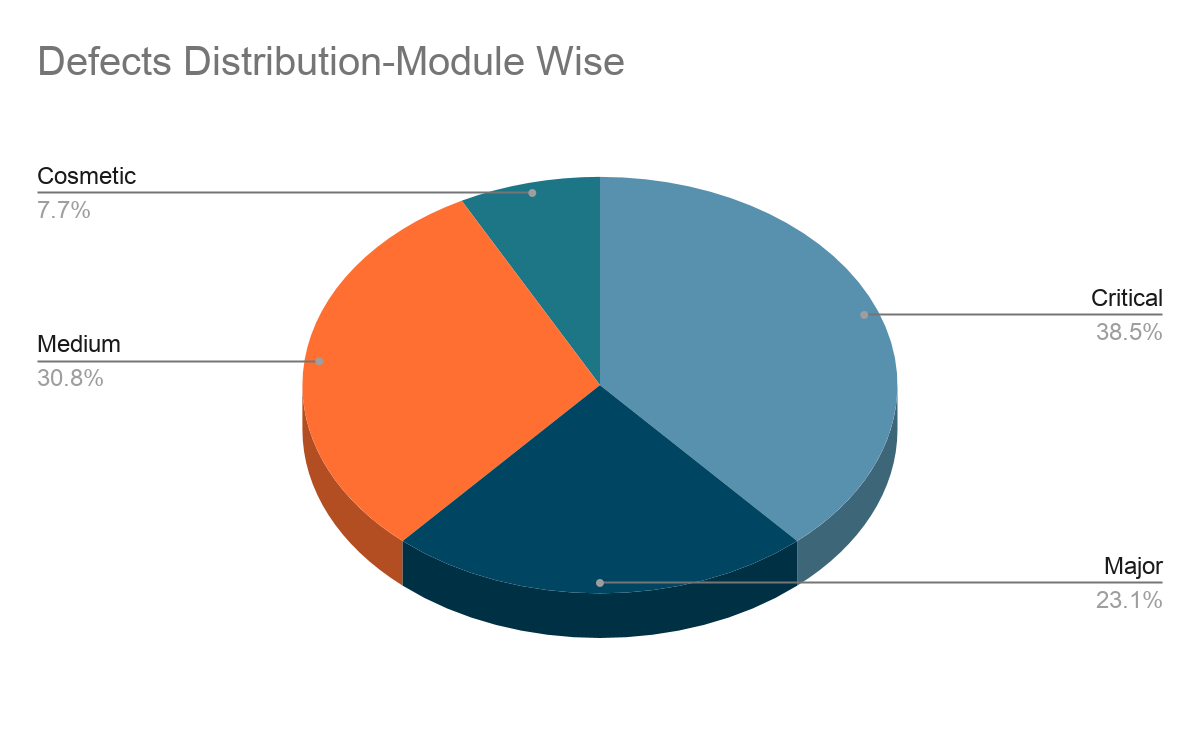 Defects Distribution-Module Wise
Cosmetic
7.7%
Critical
38.5%
Medium
30.8%
Major
23.1%